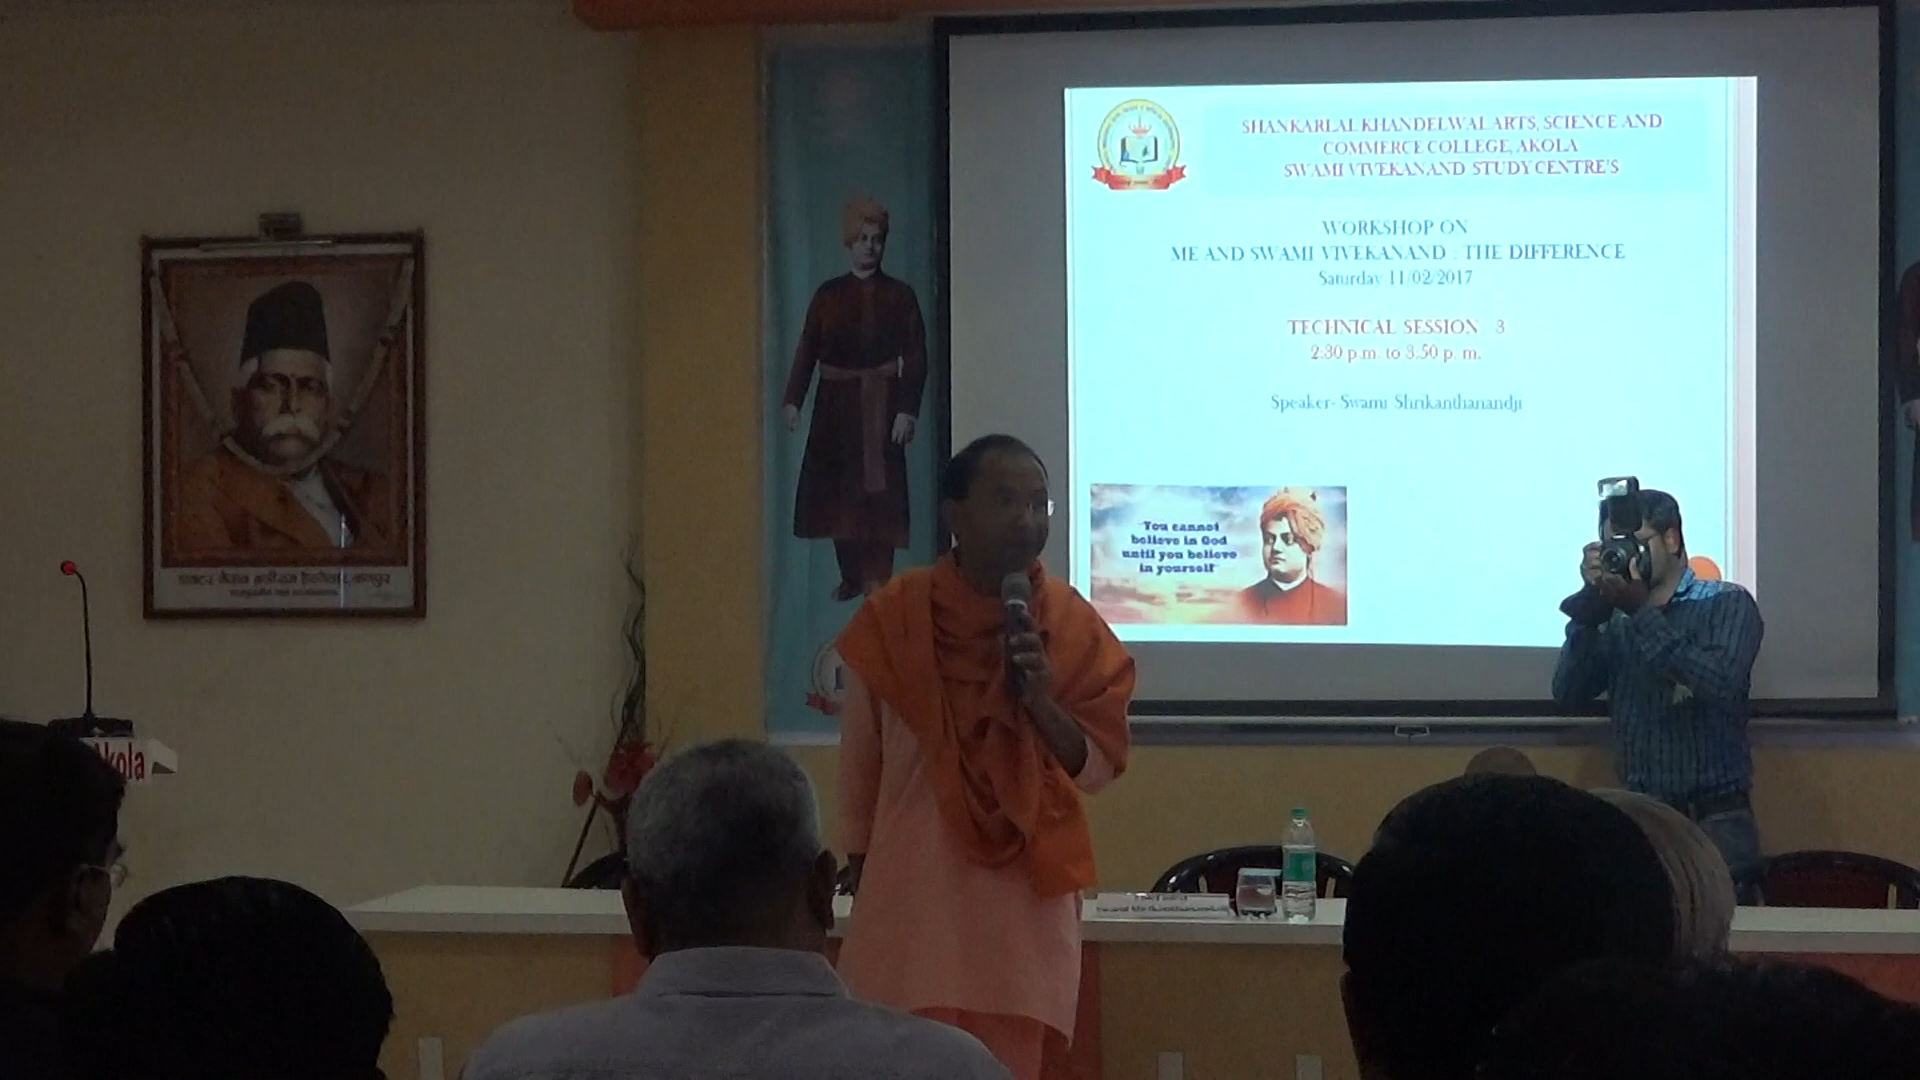 SHANKARLAL KHANDELWAL ARTS, SCIENCE AND
COMMERCE COLLEGE, AKOLA
SWAMI VIVEKANAND STUDY CENTRE'S
WORKSHOP ON
ME AND SWAMI VIVEKANAND : THE DIFFERENCE
Saturday 11/02/2017
TECHNICAL SESSION 3
2:30 p.m. to 3.50 p. m.
Speaker- Swami Shrikanthanandji
"You cannot
believe in God
until you believe
in yourself"
Akola